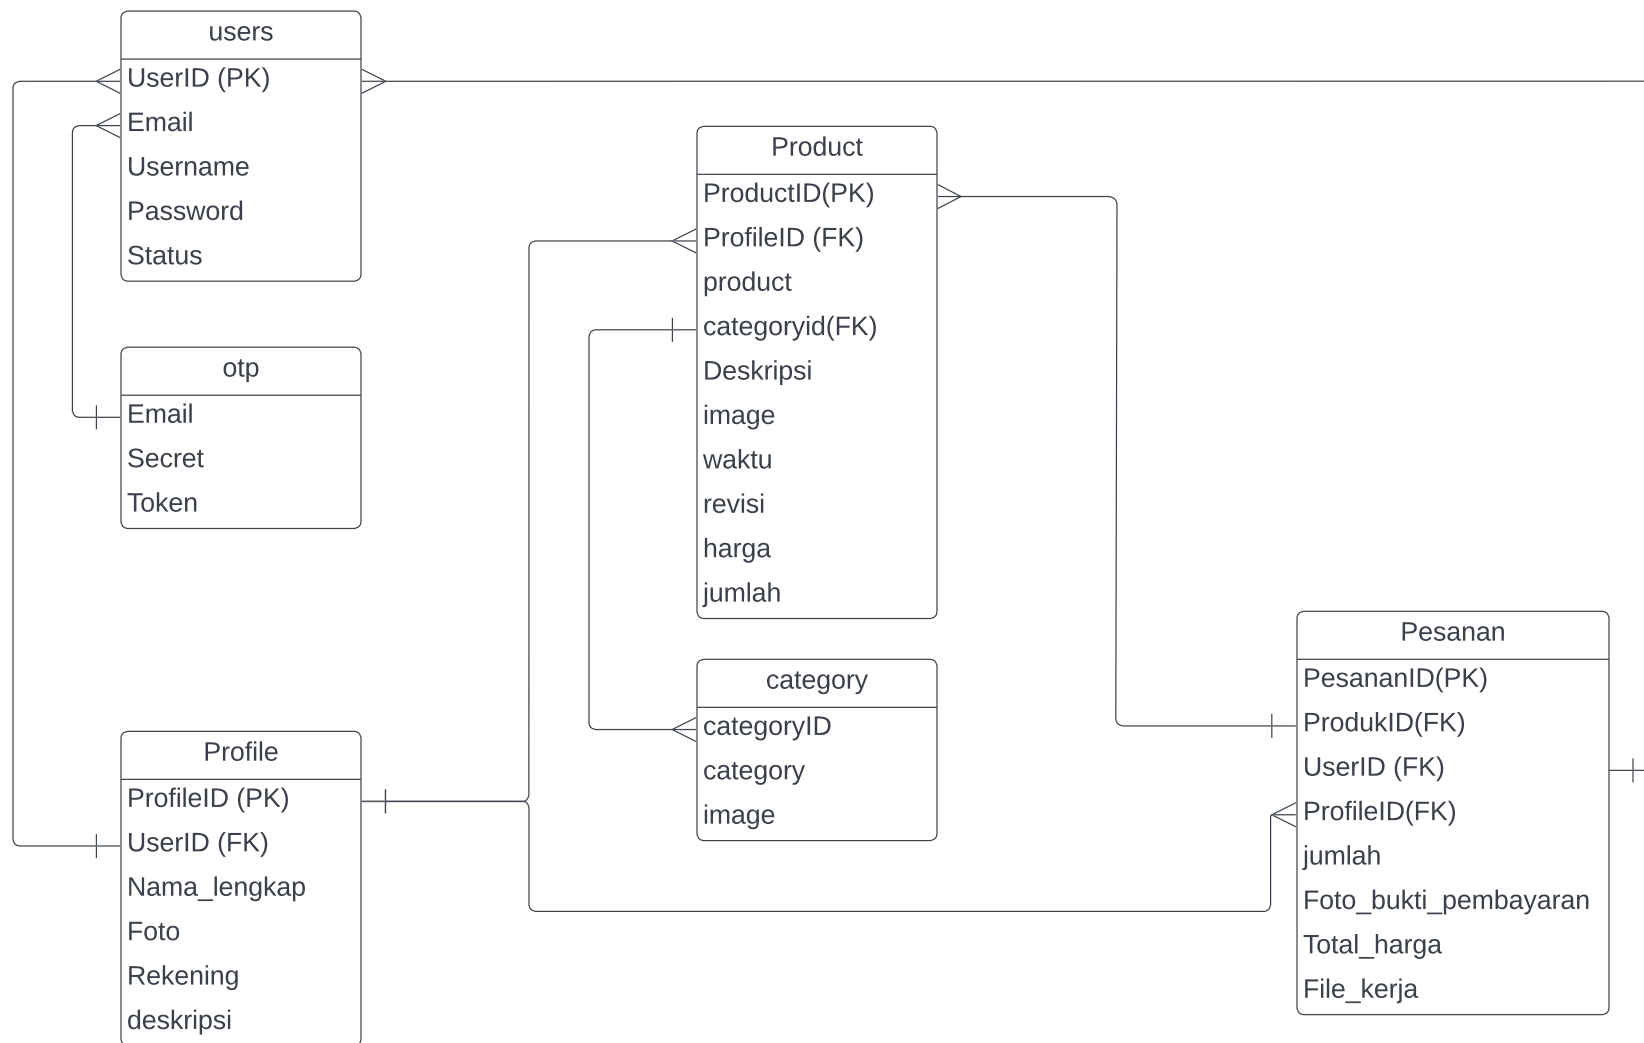 users
UserID (PK)
Email
Username
Password
Status
otp
Email
Secret
Token
Profile
ProfileID (PK)
UserID (FK)
Nama_lengkap
Foto
Rekening
deskripsi
Product
ProductID(PK)
ProfileID (FK)
product
categoryid(FK)
Deskripsi
image
waktu
revisi
harga
jumlah
category
categoryID
category
image
Pesanan
PesananID(PK)
ProdukID(FK)
UserID (FK)
ProfileID(FK)
jumlah
Foto_bukti_pembayaran
Total_harga
File_kerja